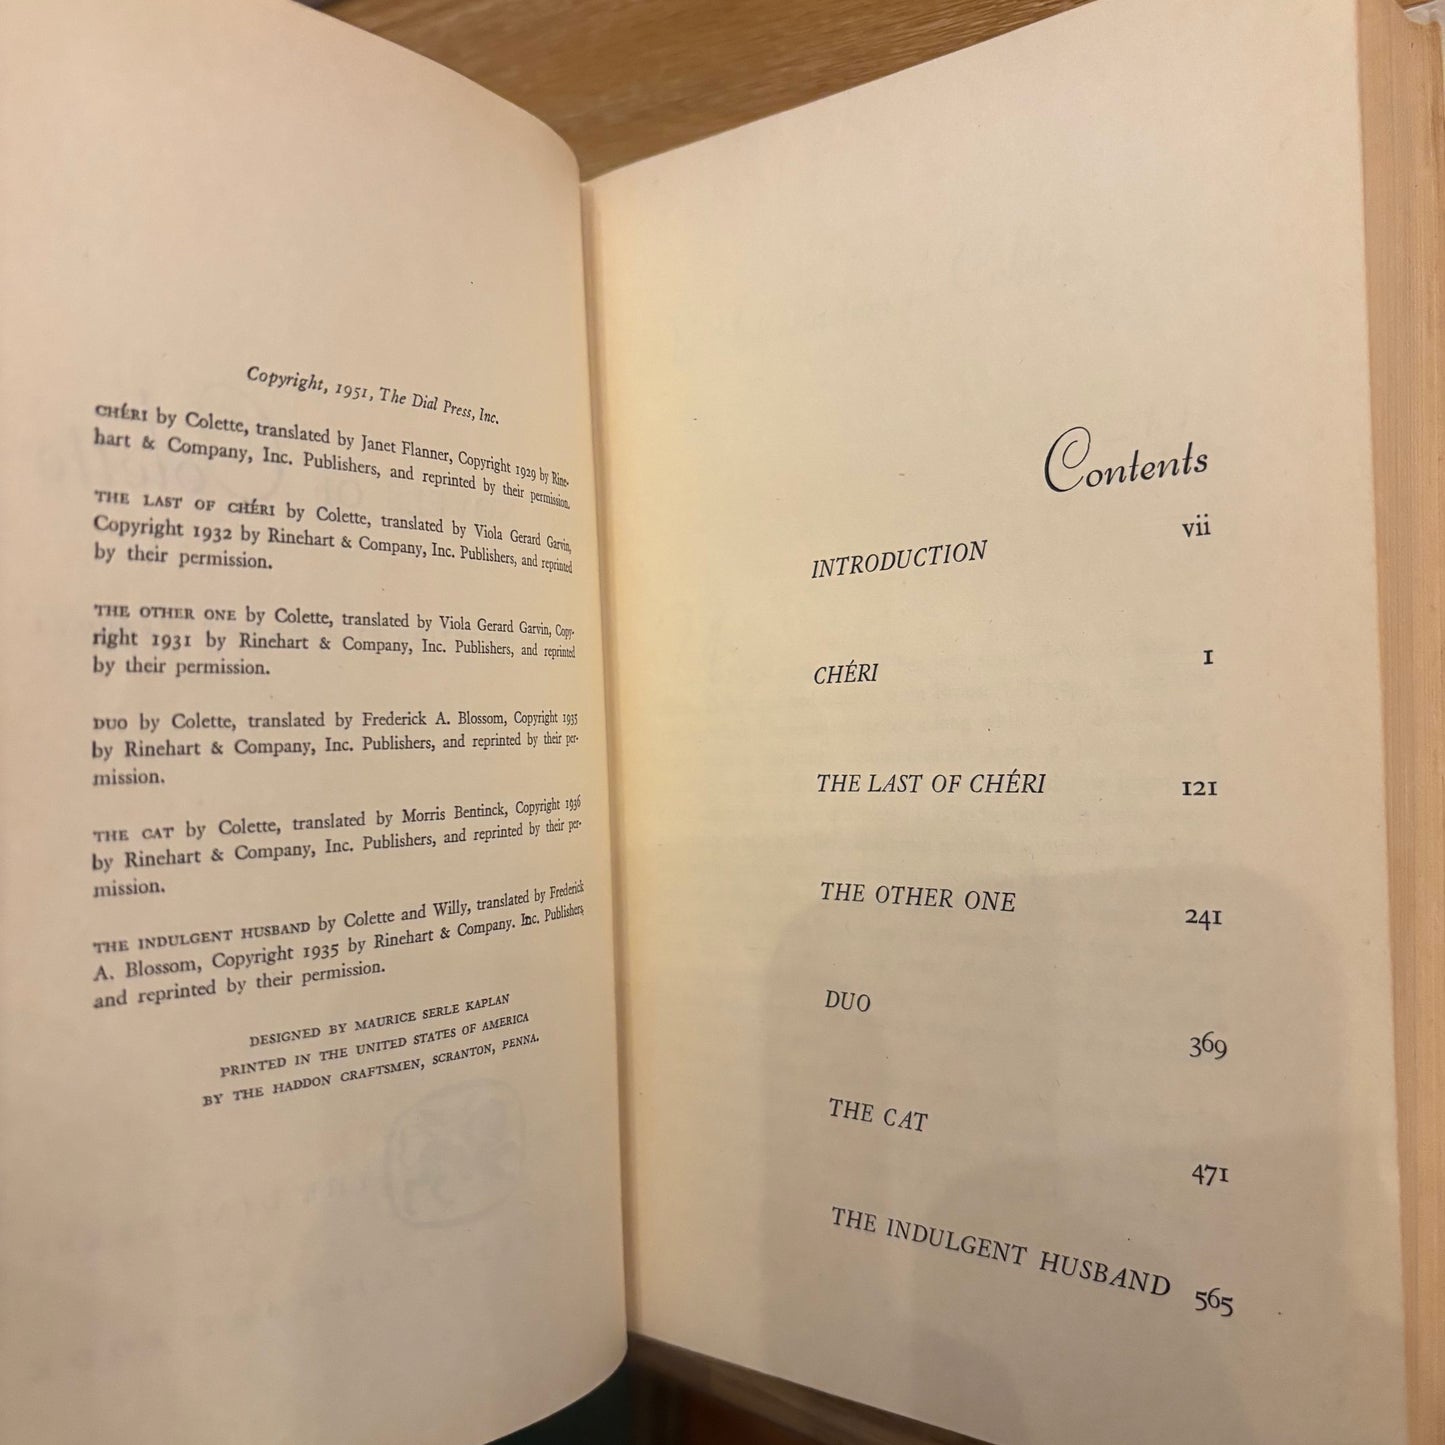 Copyright, 1951, The Dial Press, Inc.
CHÉRI by Colette, translated by Janet Flanner, Copyright 1929 by Rine-
hart & Company, Inc. Publishers, and reprinted by their permission.
THE LAST OF CHÉRI by Colette, translated by Viola Gerard Garvin,
Copyright 1932 by Rinehart & Company, Inc. Publishers, and reprinted
by their permission.
THE OTHER ONE by Colette, translated by Viola Gerard Garvin, Copy-
right 1931 by Rinehart & Company, Inc. Publishers, and reprinted
by their permission.
DUO by Colette, translated by Frederick A. Blossom, Copyright 1935
by Rinehart & Company, Inc. Publishers, and reprinted by their per-
mission.
THE CAT by Colette, translated by Morris Bentinck, Copyright 1936
by Rinehart & Company, Inc. Publishers, and reprinted by their per-
mission.
THE INDULGENT HUSBAND by Colette and Willy, translated by Frederick
A. Blossom, Copyright 1935 by Rinehart & Company. Inc. Publishers,
and reprinted by their permission.
DESIGNED BY MAURICE SERLE KAPLAN
PRINTED IN THE UNITED STATES OF AMERICA
BY THE HADDON CRAFTSMEN, SCRANTON, PENNA.
Contents
INTRODUCTION vii
CHÉRI 1
THE LAST OF CHÉRI 121
THE OTHER ONE 241
DUO 369
THE CAT 471
THE INDULGENT HUSBAND 565